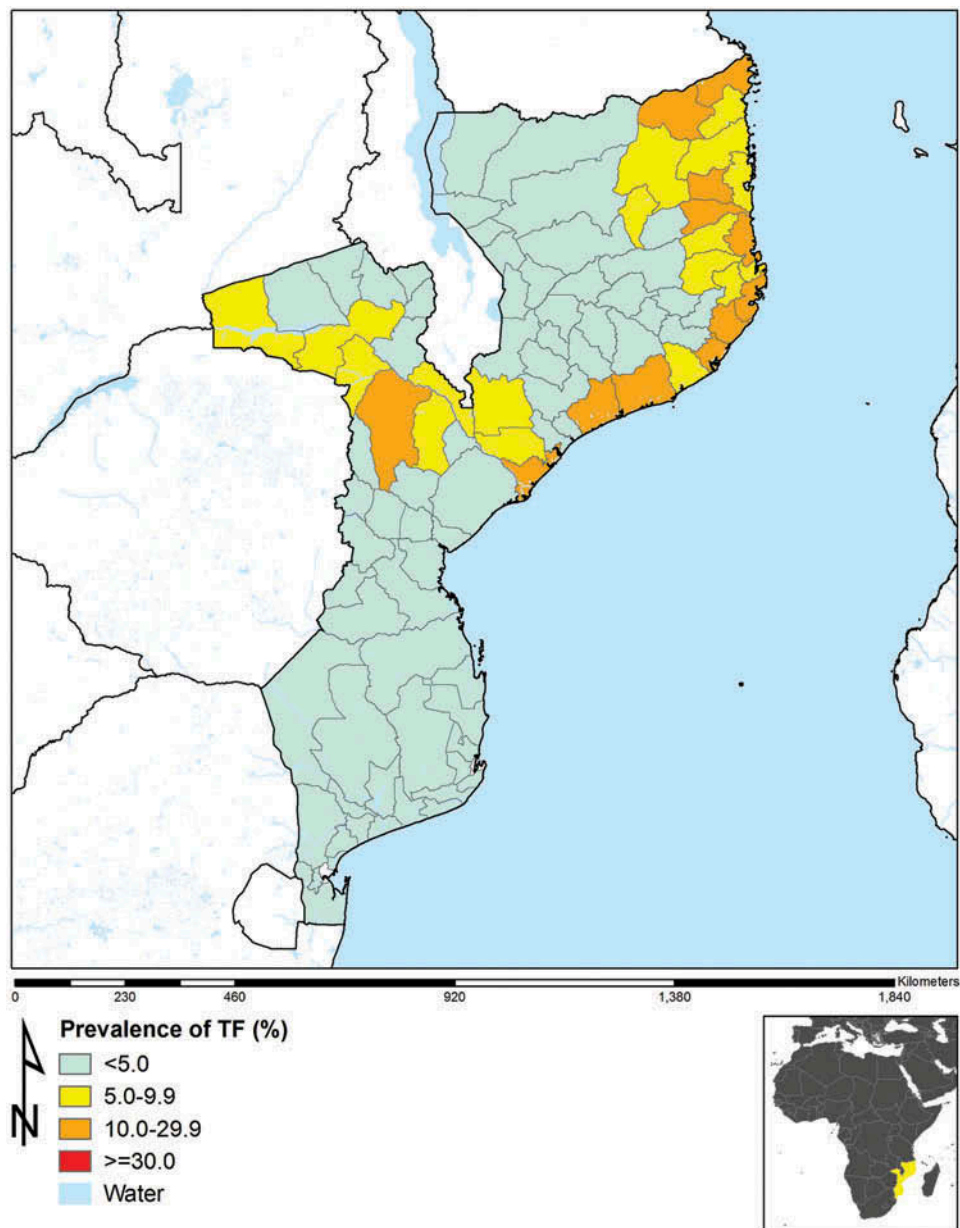 0 230 460 920 1,380 1,840 Kilometers
Prevalence of TF (%)
<5.0
5.0-9.9
10.0-29.9
>=30.0
Water
N